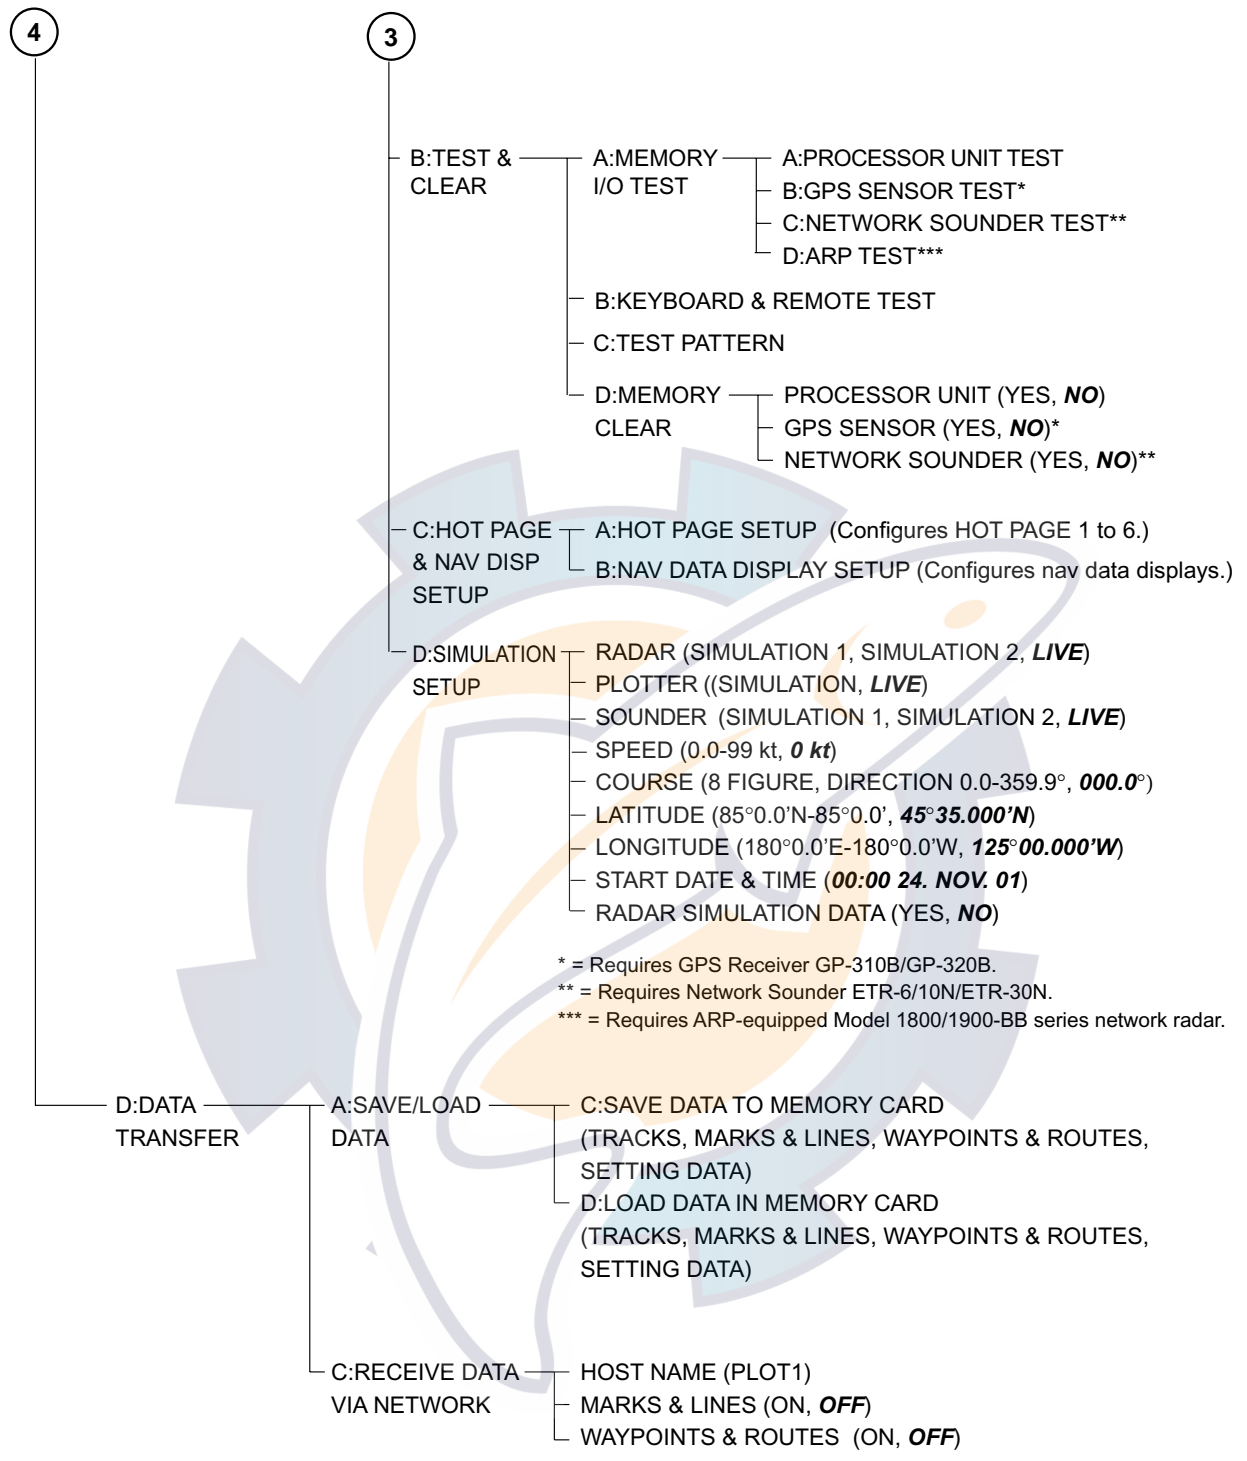 4
3
B:TEST &
CLEAR
A:MEMORY
I/O TEST
A:PROCESSOR UNIT TEST
B:GPS SENSOR TEST*
C:NETWORK SOUNDER TEST**
D:ARP TEST***
B:KEYBOARD & REMOTE TEST
C:TEST PATTERN
D:MEMORY
CLEAR
PROCESSOR UNIT (YES, NO)
GPS SENSOR (YES, NO)*
NETWORK SOUNDER (YES, NO)**
C:HOT PAGE
& NAV DISP
SETUP
A:HOT PAGE SETUP (Configures HOT PAGE 1 to 6.)
B:NAV DATA DISPLAY SETUP (Configures nav data displays.)
D:SIMULATION
SETUP
RADAR (SIMULATION 1, SIMULATION 2, LIVE)
PLOTTER ((SIMULATION, LIVE)
SOUNDER (SIMULATION 1, SIMULATION 2, LIVE)
SPEED (0.0-99 kt, 0 kt)
COURSE (8 FIGURE, DIRECTION 0.0-359.9°, 000.0°)
LATITUDE (85°0.0’N-85°0.0’, 45°35.000’N)
LONGITUDE (180°0.0’E-180°0.0’W, 125°00.000’W)
START DATE & TIME (00:00 24. NOV. 01)
RADAR SIMULATION DATA (YES, NO)
* = Requires GPS Receiver GP-310B/GP-320B.
** = Requires Network Sounder ETR-6/10N/ETR-30N.
*** = Requires ARP-equipped Model 1800/1900-BB series network radar.
D:DATA
TRANSFER
A:SAVE/LOAD
DATA
C:SAVE DATA TO MEMORY CARD
(TRACKS, MARKS & LINES, WAYPOINTS & ROUTES,
SETTING DATA)
D:LOAD DATA IN MEMORY CARD
(TRACKS, MARKS & LINES, WAYPOINTS & ROUTES,
SETTING DATA)
C:RECEIVE DATA
VIA NETWORK
HOST NAME (PLOT1)
MARKS & LINES (ON, OFF)
WAYPOINTS & ROUTES (ON, OFF)